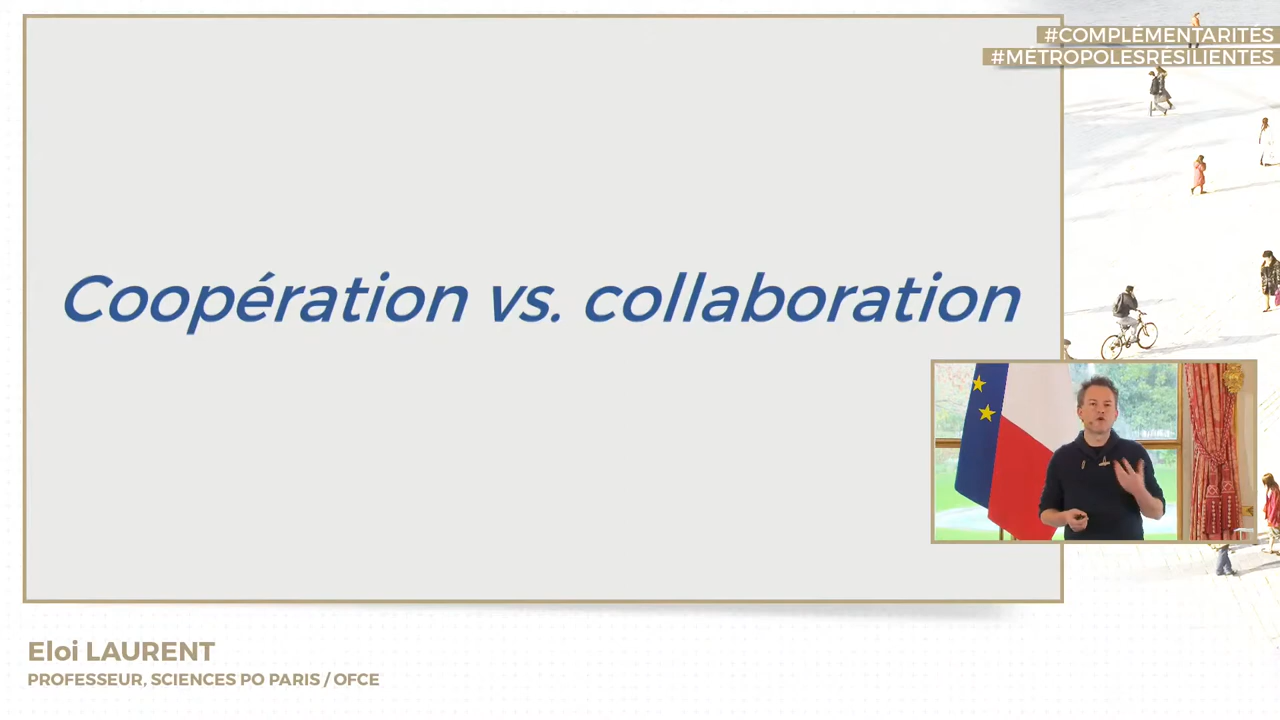 #COMPLÉMENTARITÉS
#MÉTROPOLESRÉSILIENTES
Coopération vs. collaboration
Eloi LAURENT
PROFESSEUR, SCIENCES PO PARIS / OFCE